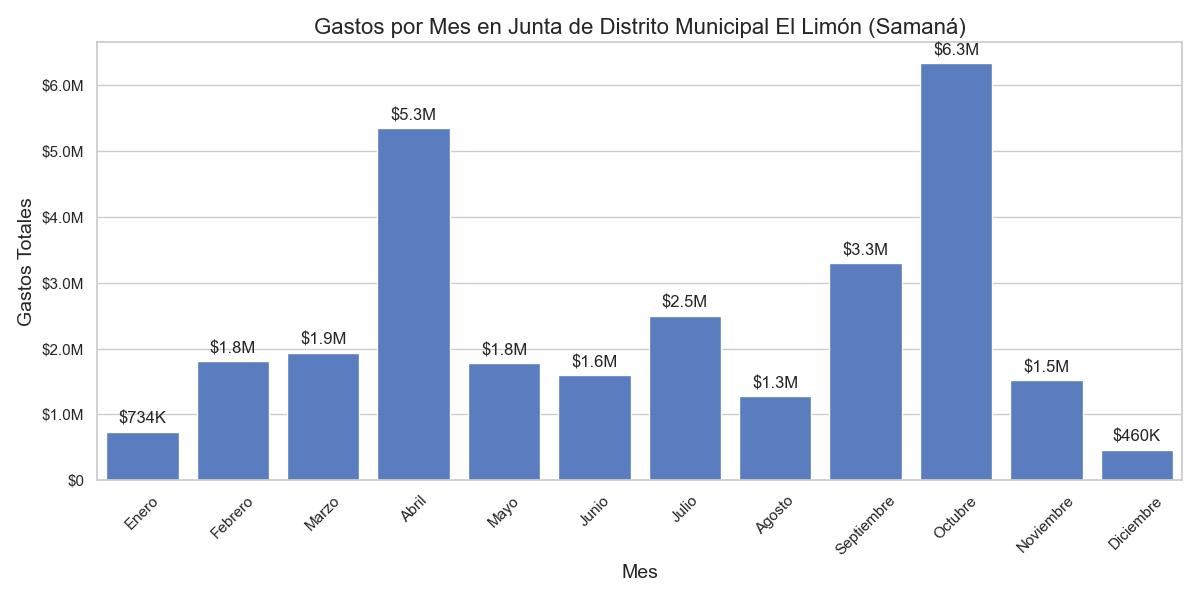 Gastos por Mes en Junta de Distrito Municipal El Limón (Samaná)
Gastos Totales
$6.0M
$5.0M
$4.0M
$3.0M
$2.0M
$1.0M
$0
$734K
$1.8M
$1.9M
$5.3M
$1.8M
$1.6M
$2.5M
$1.3M
$3.3M
$6.3M
$1.5M
$460K
Enero
Febrero
Marzo
Abril
Mayo
Junio
Julio
Agosto
Septiembre
Octubre
Noviembre
Diciembre
Mes